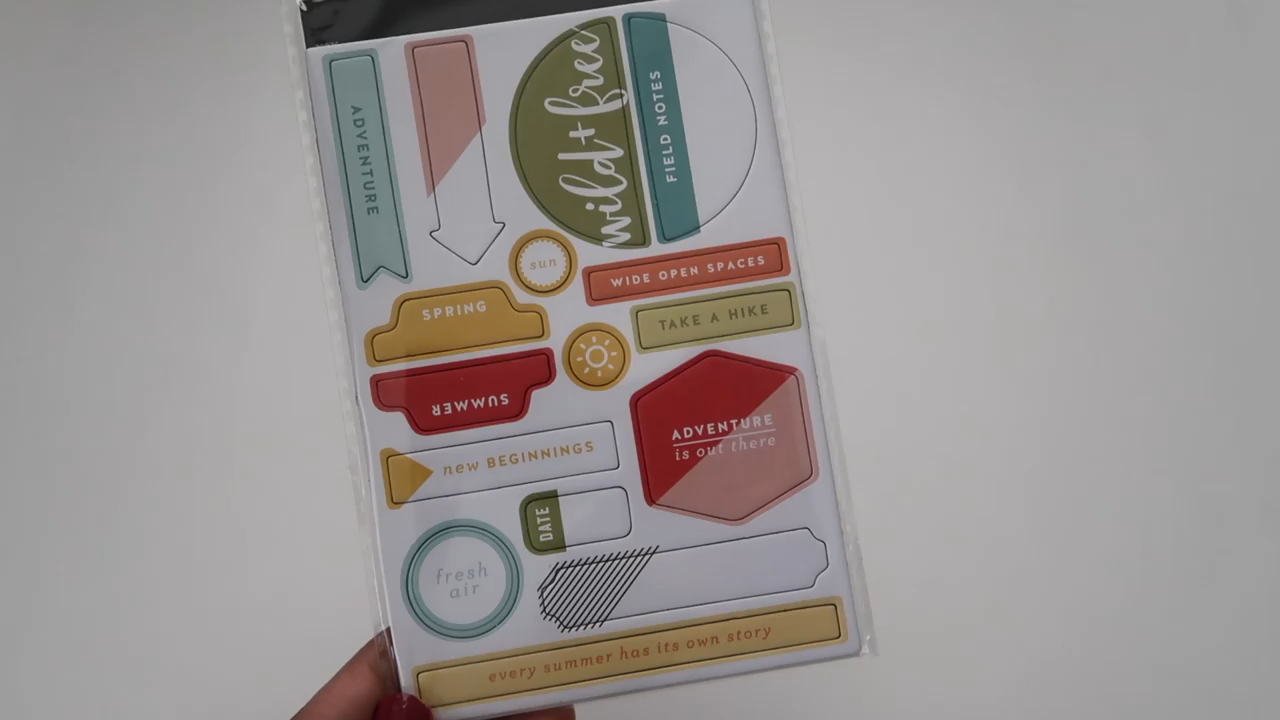 ADVENTURE
wild + free
FIELD NOTES
sun
WIDE OPEN SPACES
SPRING
TAKE A HIKE
SUMMER
ADVENTURE
is out there
new BEGINNINGS
DATE
fresh
air
every summer has its own story